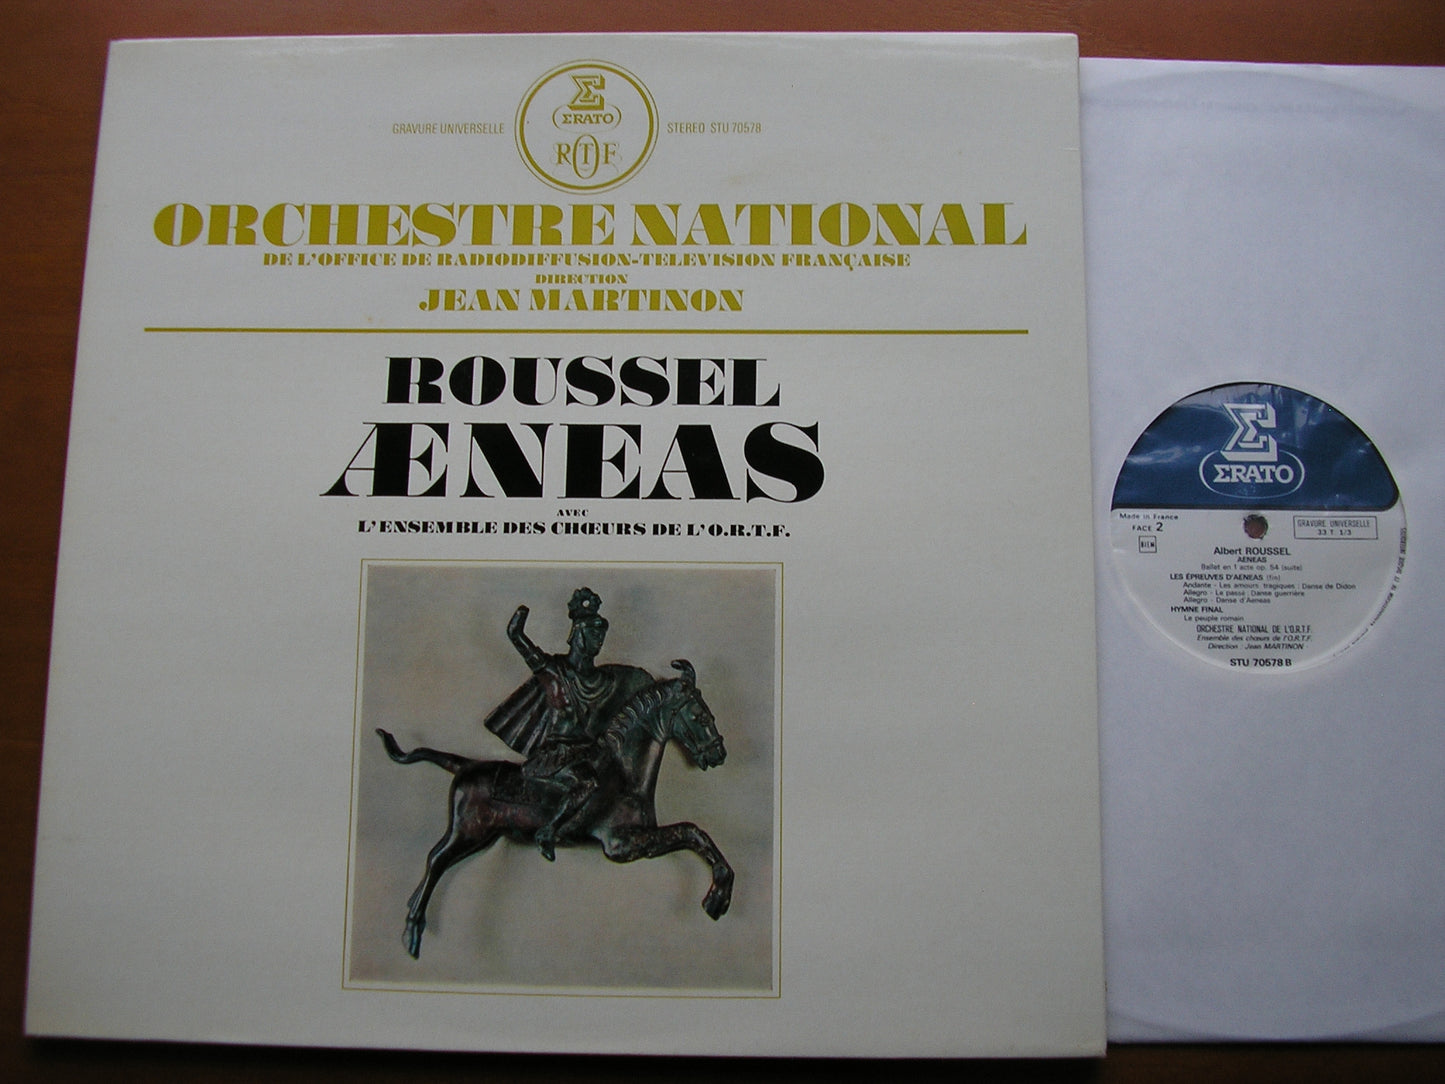 GRAVURE UNIVERSELLE
ΣRATO
ORTF
STEREO STU 70578
ORCHESTRE NATIONAL
DE L'OFFICE DE RADIODIFFUSION-TELEVISION FRANÇAISE
DIRECTION
JEAN MARTINON
ROUSSEL
ÆNEAS
AVEC
L'ENSEMBLE DES CHŒURS DE L'O.R.T.F.
ΣRATO
Made in France
FACE 2
BIEM
GRAVURE UNIVERSELLE
33 T 1/3
Albert ROUSSEL
AENEAS
Ballet en 1 acte op. 54 (suite)
LES ÉPREUVES D'AENEAS (fin)
Andante - Les amours tragiques : Danse de Didon
Allegro - Le passé : Danse guerrière
Allegro - Danse d'Aeneas
HYMNE FINAL
Le peuple romain
ORCHESTRE NATIONAL DE L'O.R.T.F.
Ensemble des chœurs de l'O.R.T.F.
Direction : Jean MARTINON
STU 70578 B